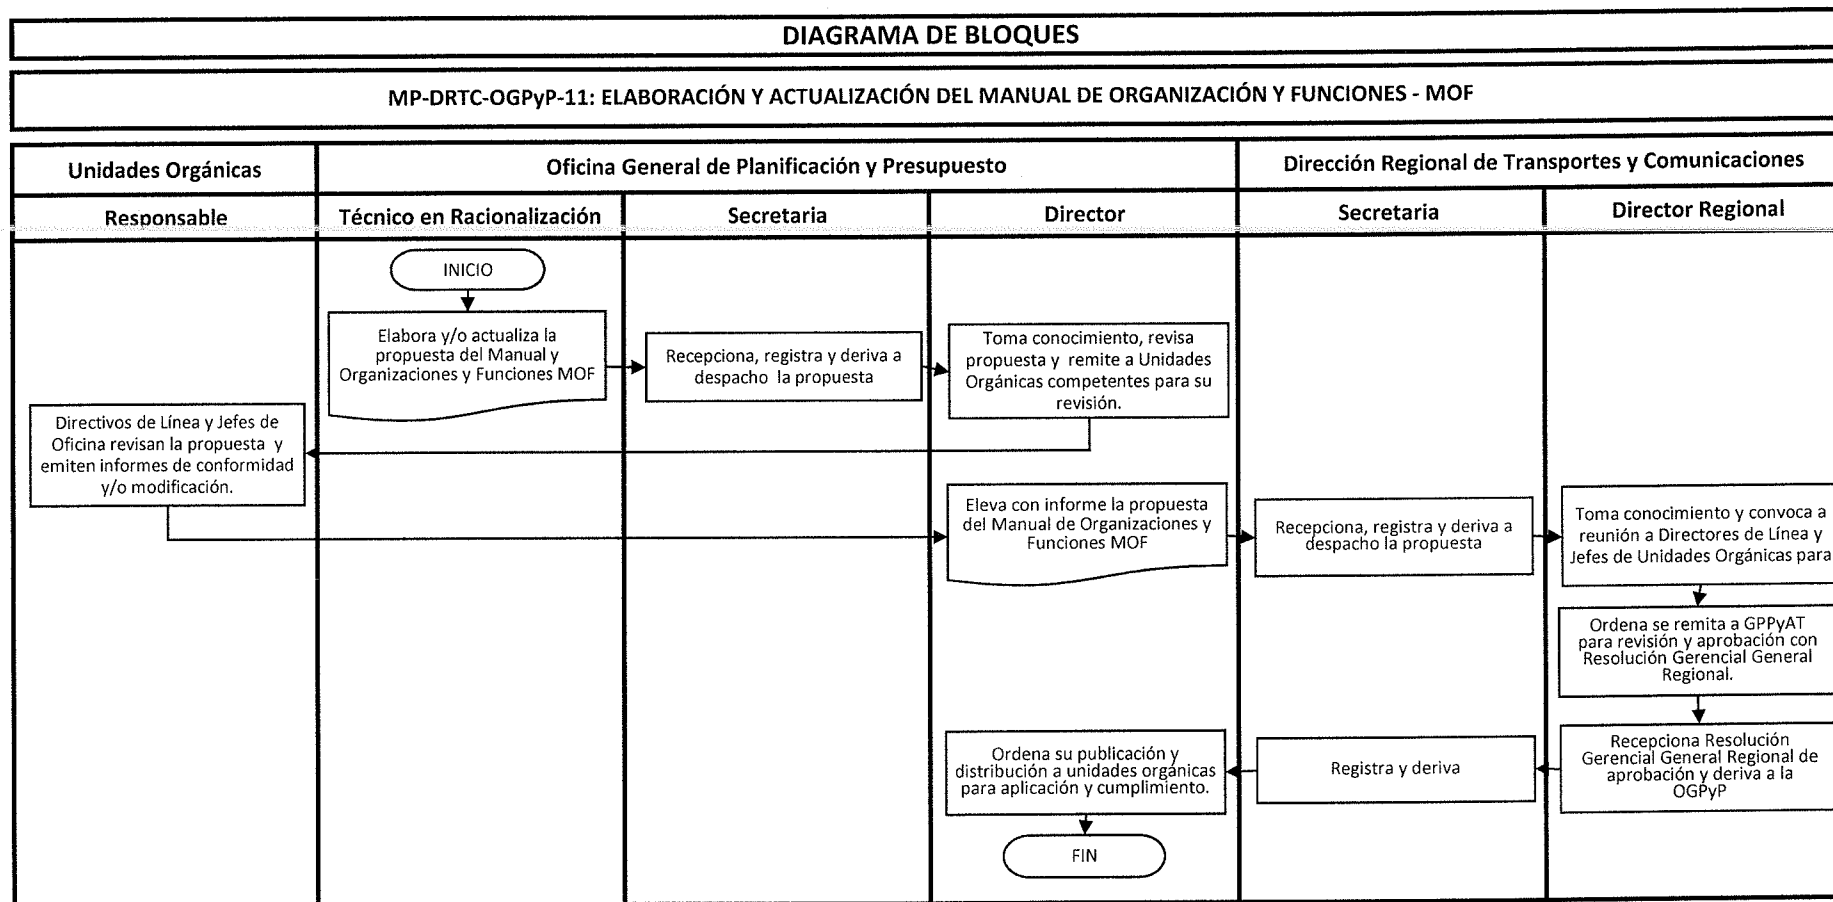 DIAGRAMA DE BLOQUES
MP-DRTC-OGPyP-11: ELABORACIÓN Y ACTUALIZACIÓN DEL MANUAL DE ORGANIZACIÓN Y FUNCIONES - MOF
Unidades Orgánicas
Oficina General de Planificación y Presupuesto
Dirección Regional de Transportes y Comunicaciones
Responsable
Técnico en Racionalización
Secretaria
Director
Secretaria
Director Regional
INICIO
Elabora y/o actualiza la
propuesta del Manual y
Organizaciones y Funciones MOF
Recepciona, registra y deriva a
despacho la propuesta
Toma conocimiento, revisa
propuesta y remite a Unidades
Orgánicas competentes para su
revisión.
Directivos de Línea y Jefes de
Oficina revisan la propuesta y
emiten informes de conformidad
y/o modificación.
Eleva con informe la propuesta
del Manual de Organizaciones y
Funciones MOF
Recepciona, registra y deriva a
despacho la propuesta
Toma conocimiento y convoca a
reunión a Directores de Línea y
Jefes de Unidades Orgánicas para
Ordena se remita a GPPyAT
para revisión y aprobación con
Resolución Gerencial General
Regional.
Recepciona Resolución
Gerencial General Regional de
aprobación y deriva a la
OGPyP
Registra y deriva
Ordena su publicación y
distribución a unidades orgánicas
para aplicación y cumplimiento.
FIN